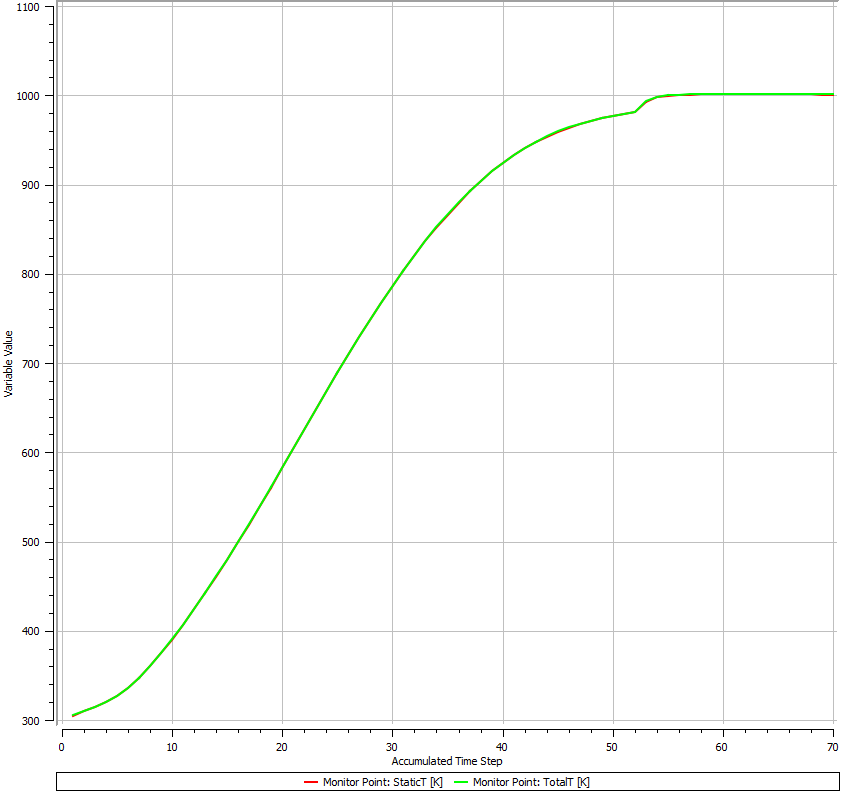 1100
1000
900
800
700
600
500
400
300
Variable Value
0 10 20 30 40 50 60 70
Accumulated Time Step
Monitor Point: StaticT [K] Monitor Point: TotalT [K]